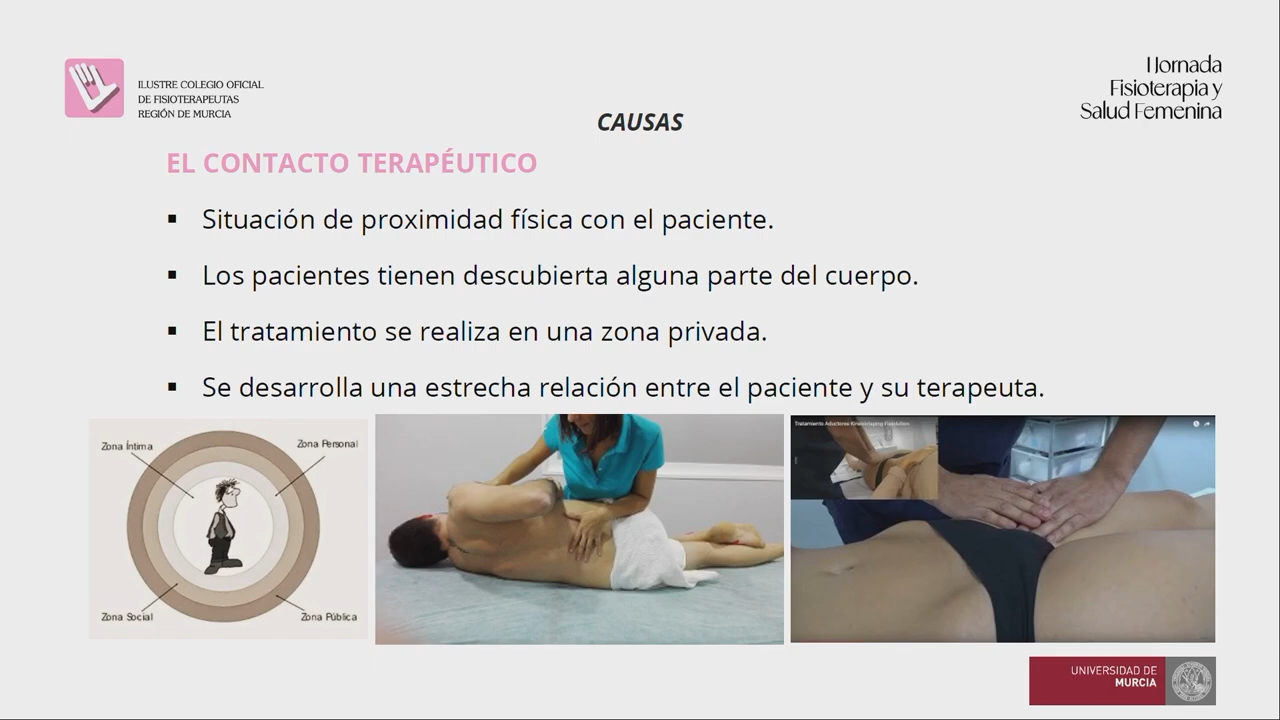 ILUSTRE COLEGIO OFICIAL
DE FISIOTERAPEUTAS
REGIÓN DE MURCIA
I Jornada
Fisioterapia y
Salud Femenina
CAUSAS
EL CONTACTO TERAPÉUTICO
▪ Situación de proximidad física con el paciente.
▪ Los pacientes tienen descubierta alguna parte del cuerpo.
▪ El tratamiento se realiza en una zona privada.
▪ Se desarrolla una estrecha relación entre el paciente y su terapeuta.
Zona Íntima
Zona Personal
Zona Social
Zona Pública
Tratamiento Aductores Kinesiotaping
UNIVERSIDAD DE
MURCIA